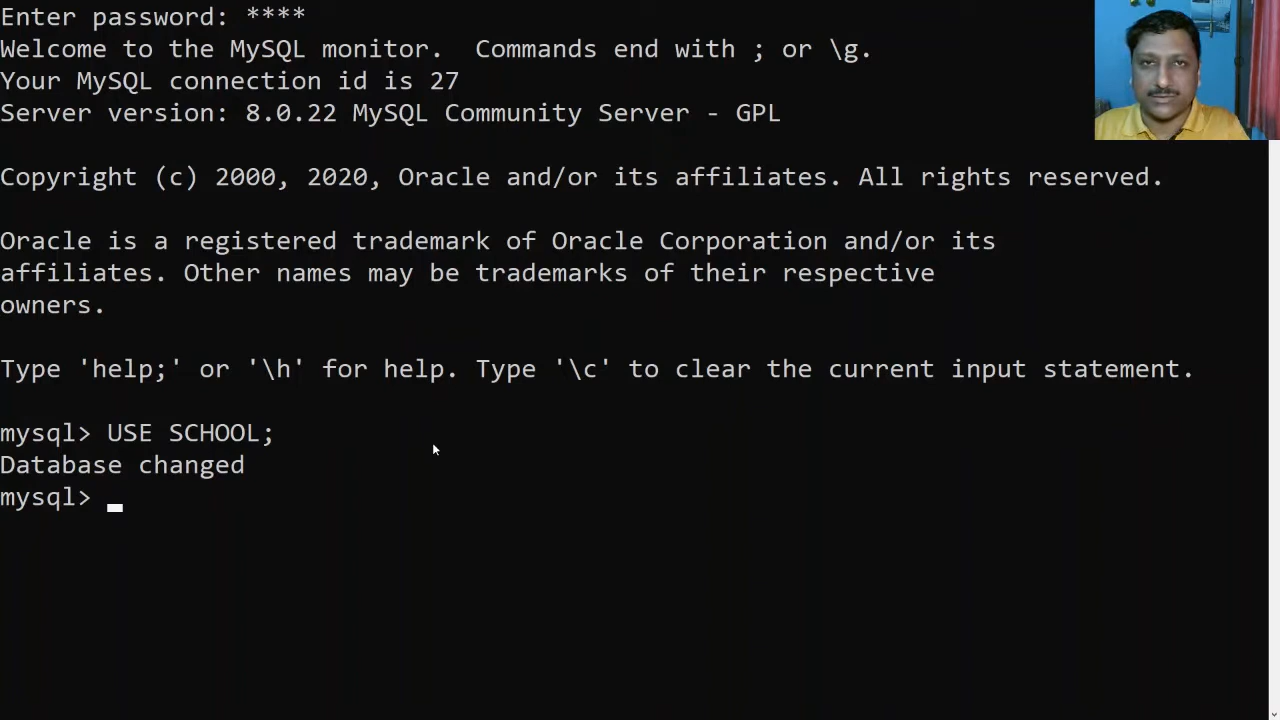 Enter password: ****
Welcome to the MySQL monitor.  Commands end with ; or \g.
Your MySQL connection id is 27
Server version: 8.0.22 MySQL Community Server - GPL
Copyright (c) 2000, 2020, Oracle and/or its affiliates. All rights reserved.
Oracle is a registered trademark of Oracle Corporation and/or its
affiliates. Other names may be trademarks of their respective
owners.
Type 'help;' or '\h' for help. Type '\c' to clear the current input statement.
mysql> USE SCHOOL;
Database changed
mysql>